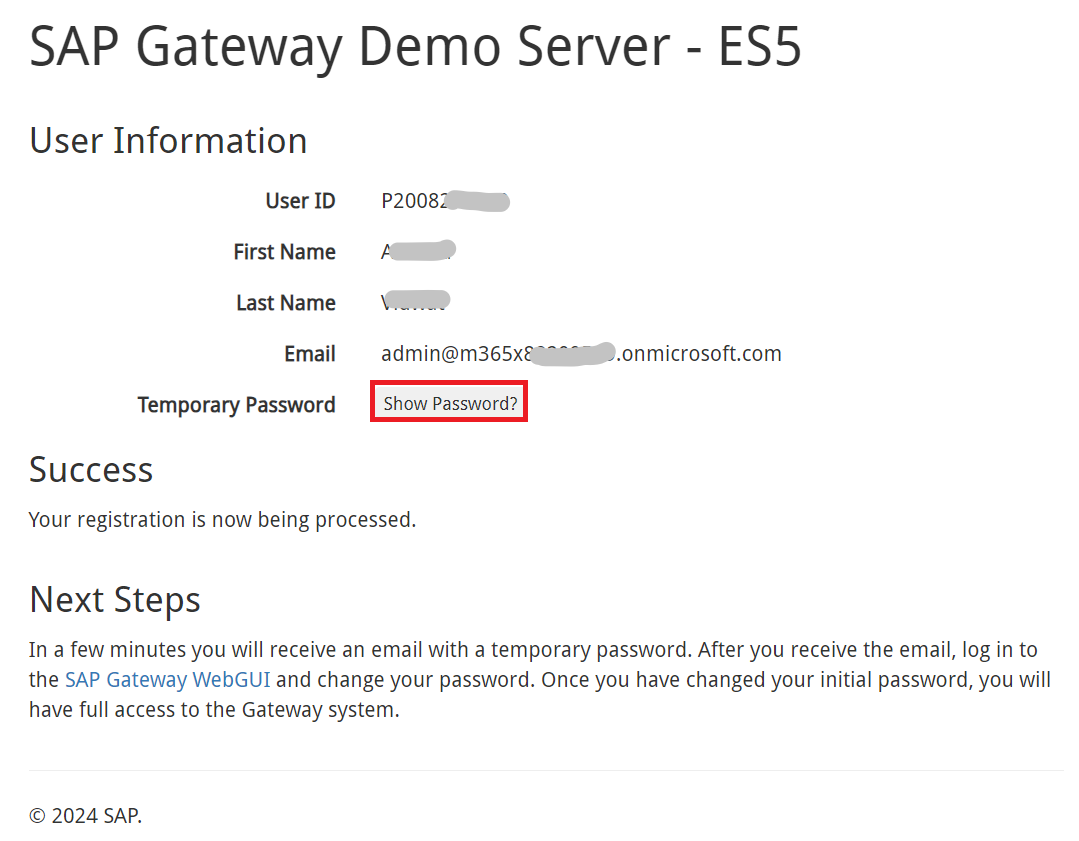 SAP Gateway Demo Server - ES5
User Information
User ID P20082
First Name A
Last Name
Email admin@m365x8 .onmicrosoft.com
Temporary Password Show Password?
Success
Your registration is now being processed.
Next Steps
In a few minutes you will receive an email with a temporary password. After you receive the email, log in to
the SAP Gateway WebGUI and change your password. Once you have changed your initial password, you will
have full access to the Gateway system.
© 2024 SAP.